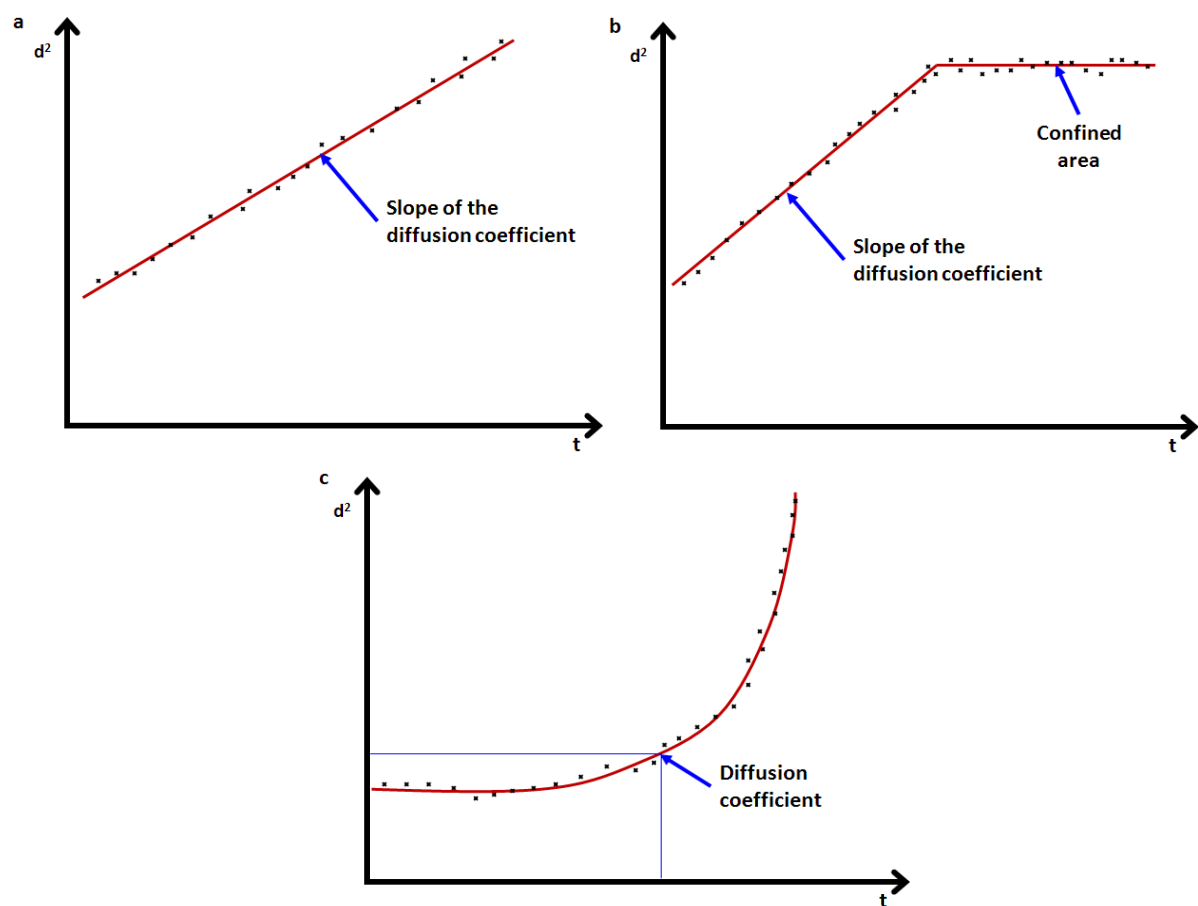 a
d²
Slope of the
diffusion coefficient
t
b
d²
Confined
area
Slope of the
diffusion coefficient
t
c
d²
Diffusion
coefficient
t